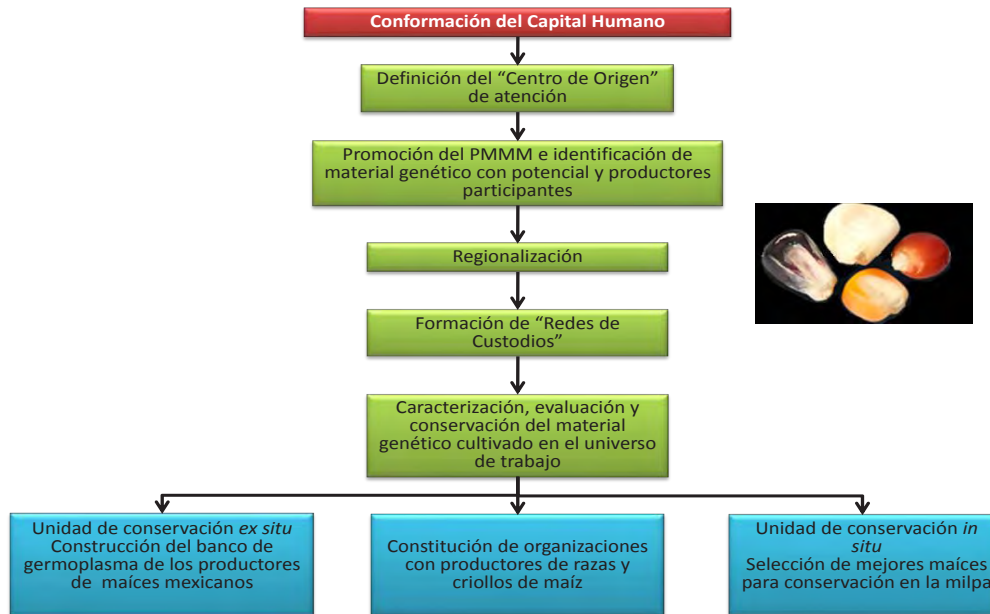 Conformación del Capital Humano
Definición del “Centro de Origen”
de atención
Promoción del PMMM e identificación de
material genético con potencial y productores
participantes
Regionalización
Formación de “Redes de
Custodios”
Caracterización, evaluación y
conservación del material
genético cultivado en el universo
de trabajo
Unidad de conservación ex situ
Construcción del banco de
germoplasma de los productores
de maíces mexicanos
Constitución de organizaciones
con productores de razas y
criollos de maíz
Unidad de conservación in
situ
Selección de mejores maíces
para conservación en la milpa